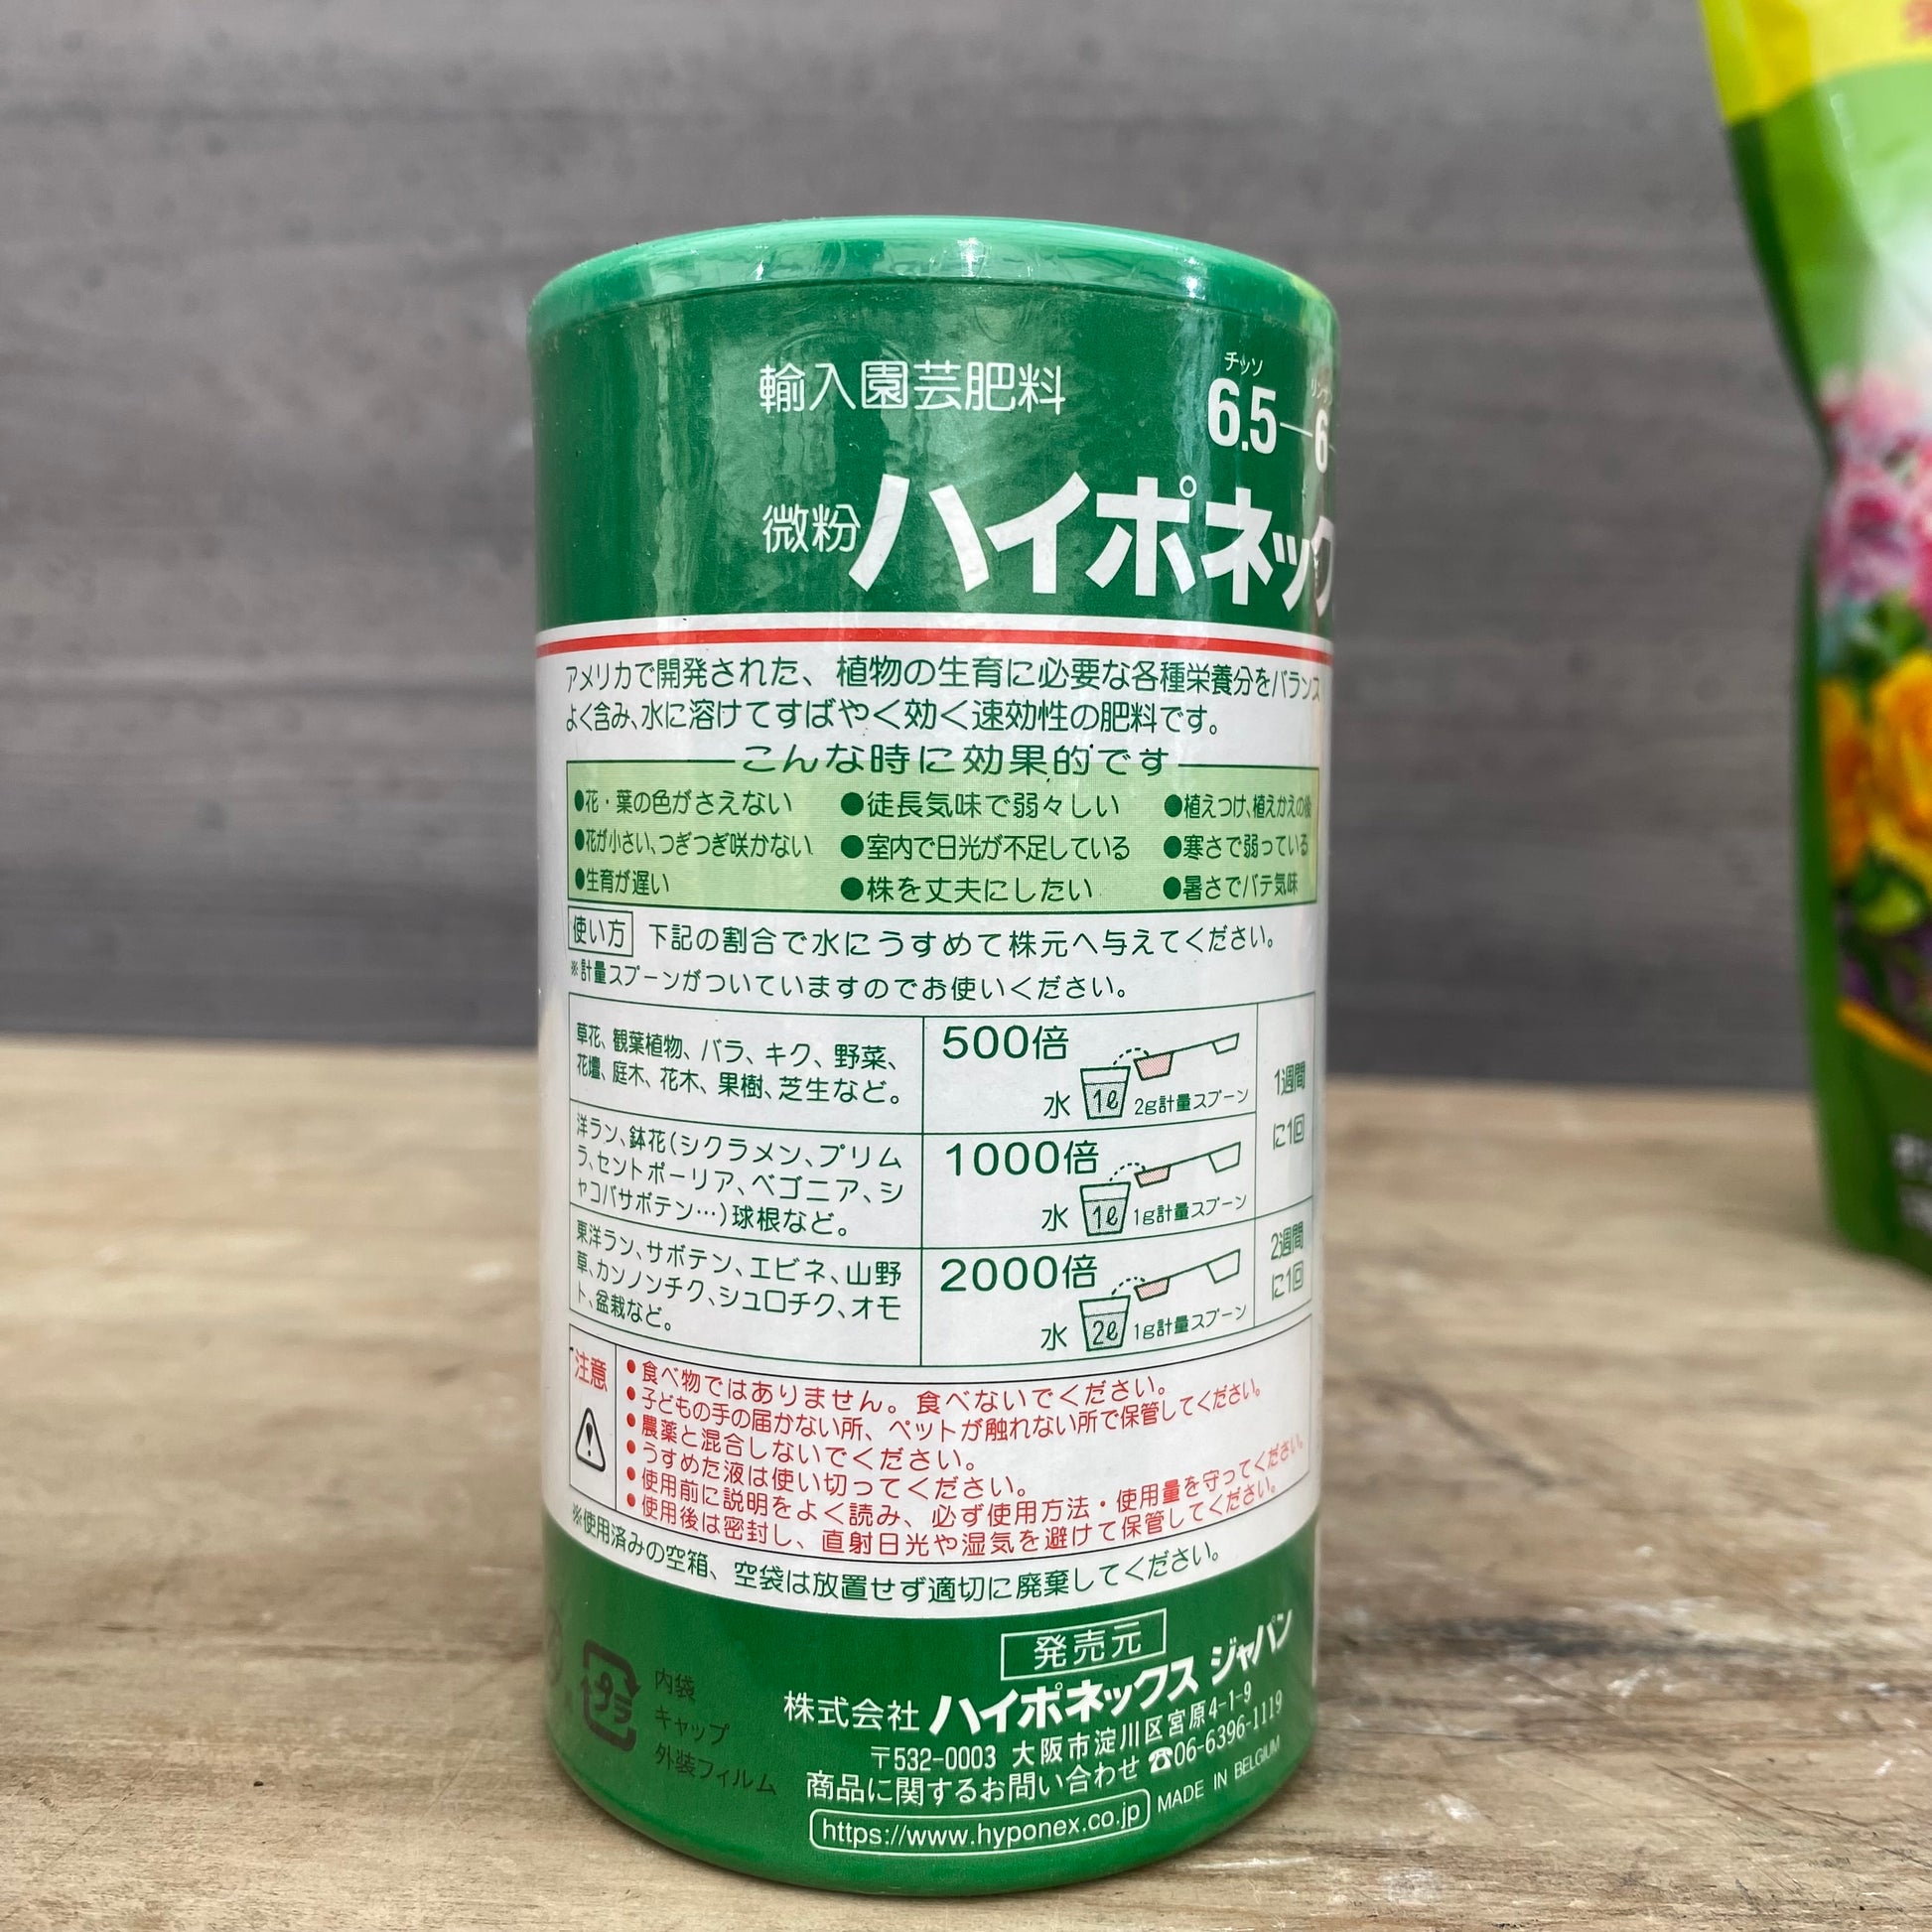 輸入園芸肥料
チッソ
6.5—6
微粉ハイポネック
アメリカで開発された、植物の生育に必要な各種栄養分をバランス
よく含み、水に溶けてすばやく効く速効性の肥料です。
こんな時に効果的です
●花・葉の色がさえない ●徒長気味で弱々しい ●植えつけ、植えかえの後
●花が小さい、つぎつぎ咲かない ●室内で日光が不足している ●寒さで弱っている
●生育が遅い ●株を丈夫にしたい ●暑さでバテ気味
使い方 下記の割合で水にうすめて株元へ与えてください。
※計量スプーンがついていますのでお使いください。
草花、観葉植物、バラ、キク、野菜、
花壇、庭木、花木、果樹、芝生など。
500倍
水 1ℓ 2g計量スプーン
1週間
に1回
洋ラン、鉢花(シクラメン、プリム
ラ、セントポーリア、ベゴニア、シ
ャコバサボテン…)球根など。
1000倍
水 1ℓ 1g計量スプーン
東洋ラン、サボテン、エビネ、山野
草、カンノンチク、シュロチク、オモ
ト、盆栽など。
2000倍
水 2ℓ 1g計量スプーン
2週間
に1回
注意
●食べ物ではありません。食べないでください。
●子どもの手の届かない所、ペットが触れない所で保管してください。
●農薬と混合しないでください。
●うすめた液は使い切ってください。
●使用前に説明をよく読み、必ず使用方法・使用量を守ってください。
●使用後は密封し、直射日光や湿気を避けて保管してください。
※使用済みの空箱、空袋は放置せず適切に廃棄してください。
プラ
内袋
キャップ
外装フィルム
発売元
株式会社 ハイポネックス ジャパン
〒532-0003 大阪市淀川区宮原4-1-9
商品に関するお問い合わせ ☎06-6396-1119
https://www.hyponex.co.jp MADE IN BELGIUM